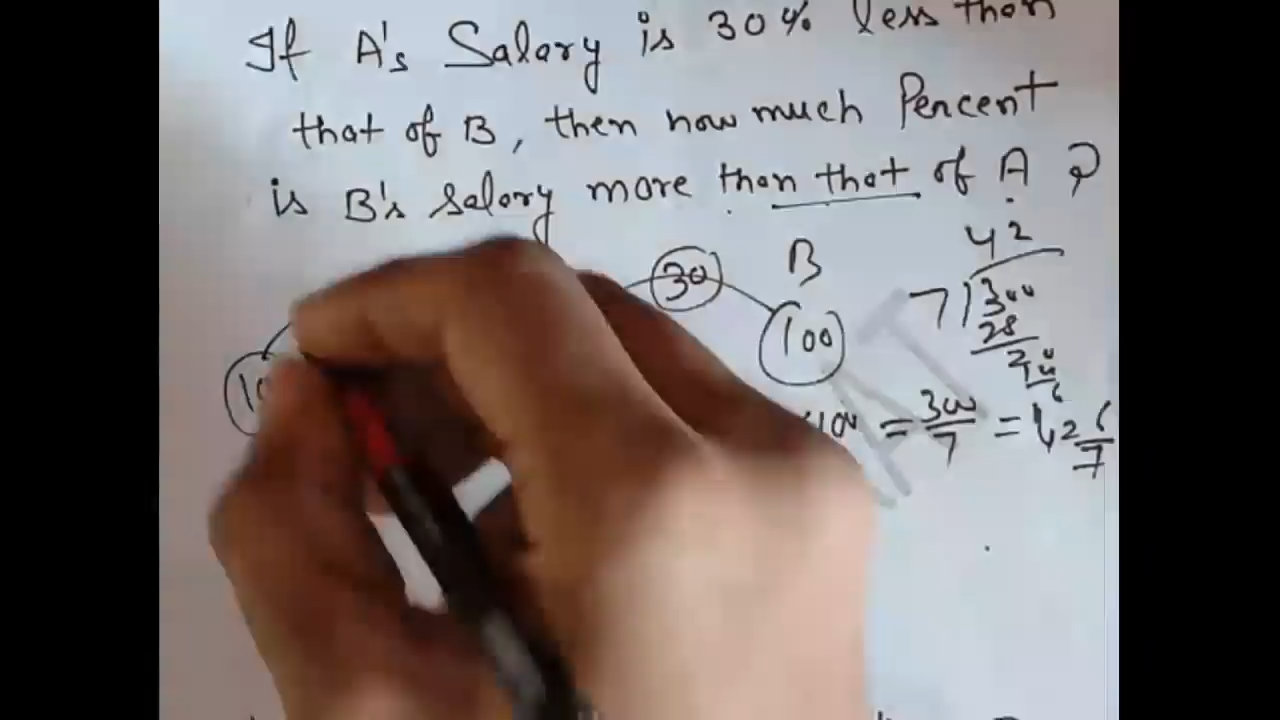 If A's Salary is 30% less than
that of B, then how much Percent
is B's salary more than that of A ?
30 B
100
42
7)300
28
= 300/7 = 42 6/7